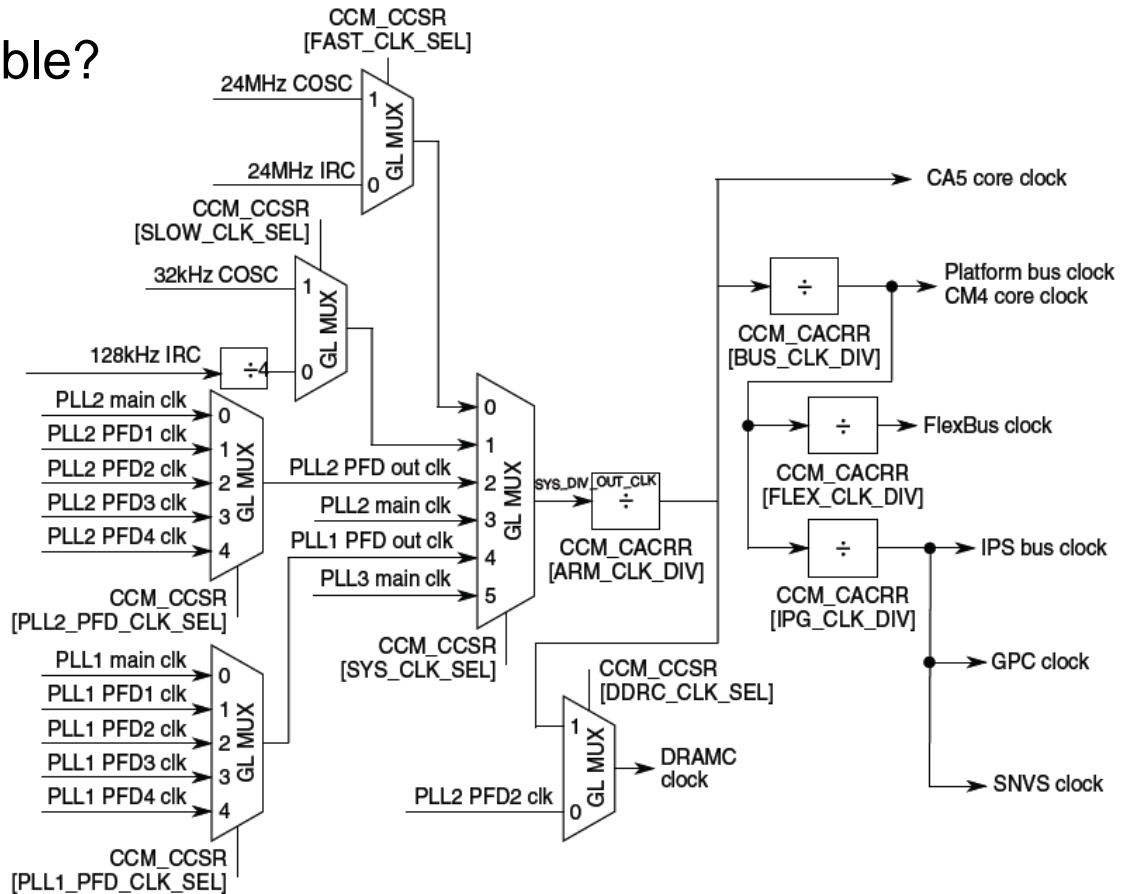 ble?
CCM_CCSR
[FAST_CLK_SEL]
24MHz COSC
1
GL MUX
24MHz IRC
0
CCM_CCSR
[SLOW_CLK_SEL]
32kHz COSC
1
GL MUX
128kHz IRC
÷4
0
PLL2 main clk
0
PLL2 PFD1 clk
1
PLL2 PFD2 clk
2
PLL2 PFD3 clk
3
PLL2 PFD4 clk
4
GL MUX
CCM_CCSR
[PLL2_PFD_CLK_SEL]
PLL1 main clk
0
PLL1 PFD1 clk
1
PLL1 PFD2 clk
2
PLL1 PFD3 clk
3
PLL1 PFD4 clk
4
GL MUX
CCM_CCSR
[PLL1_PFD_CLK_SEL]
0
1
PLL2 PFD out clk
2
PLL2 main clk
3
PLL1 PFD out clk
4
PLL3 main clk
5
GL MUX
CCM_CCSR
[SYS_CLK_SEL]
SYS_DIV_OUT_CLK
÷
CCM_CACRR
[ARM_CLK_DIV]
CCM_CCSR
[DDRC_CLK_SEL]
1
GL MUX
PLL2 PFD2 clk
0
DRAMC
clock
CA5 core clock
÷
Platform bus clock
CM4 core clock
CCM_CACRR
[BUS_CLK_DIV]
÷
FlexBus clock
CCM_CACRR
[FLEX_CLK_DIV]
÷
IPS bus clock
CCM_CACRR
[IPG_CLK_DIV]
GPC clock
SNVS clock